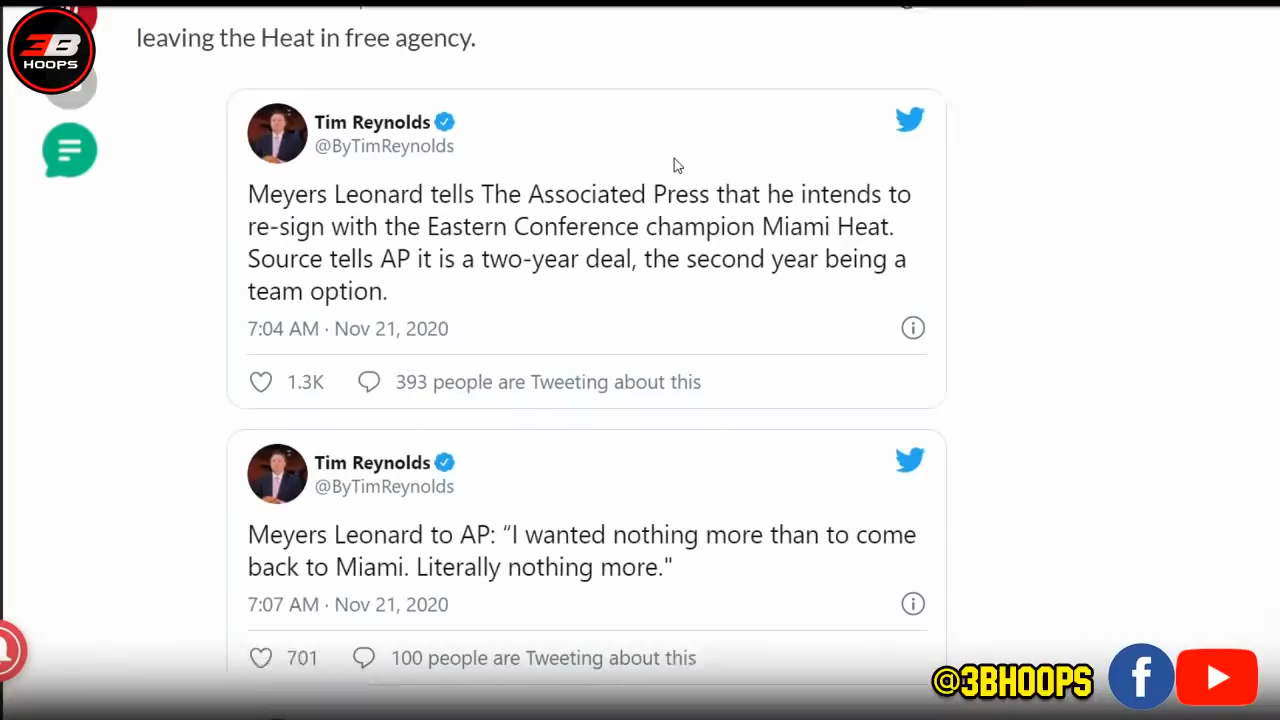 3B
HOOPS
leaving the Heat in free agency.
Tim Reynolds
@ByTimReynolds
Meyers Leonard tells The Associated Press that he intends to
re-sign with the Eastern Conference champion Miami Heat.
Source tells AP it is a two-year deal, the second year being a
team option.
7:04 AM · Nov 21, 2020
1.3K
393 people are Tweeting about this
Tim Reynolds
@ByTimReynolds
Meyers Leonard to AP: “I wanted nothing more than to come
back to Miami. Literally nothing more."
7:07 AM · Nov 21, 2020
701
100 people are Tweeting about this
@3BHOOPS